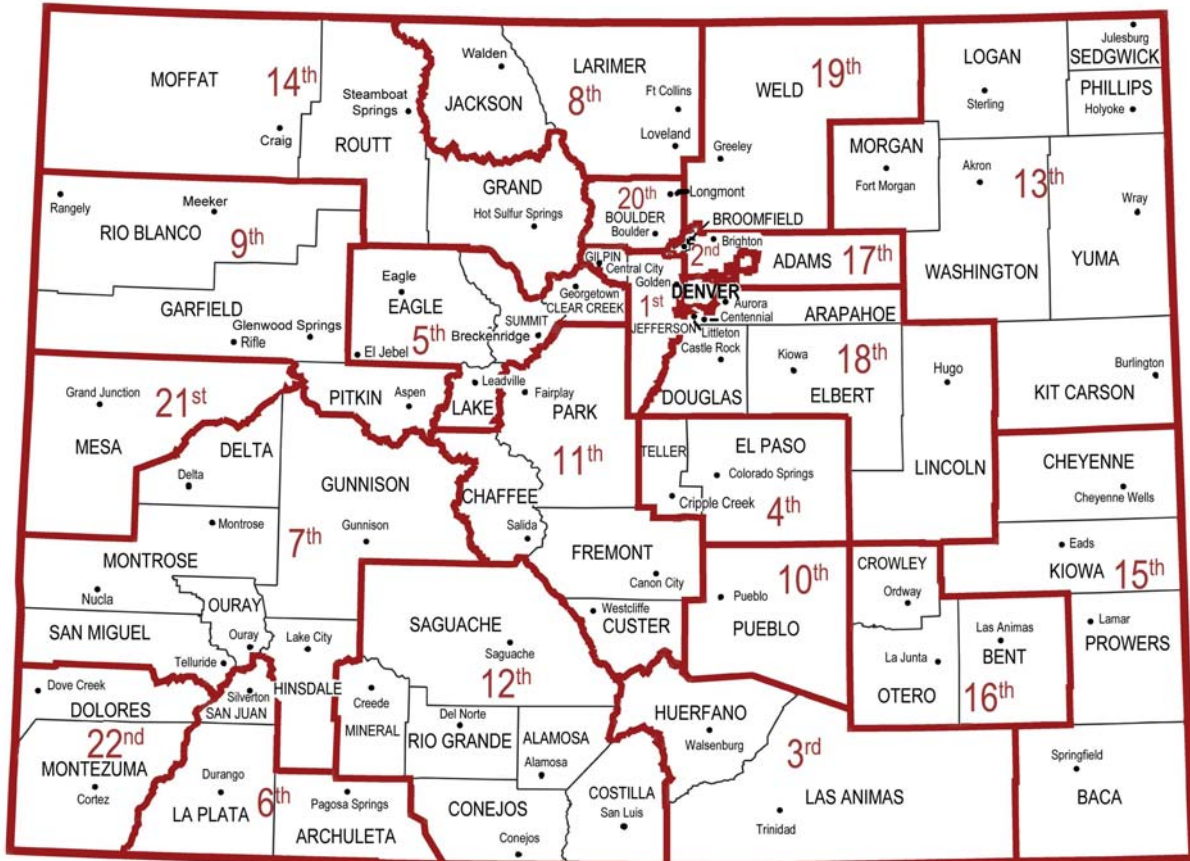 MOFFAT
14th
Craig
Steamboat
Springs
ROUTT
Walden
JACKSON
LARIMER
8th
Ft Collins
Loveland
WELD
19th
Greeley
LOGAN
Sterling
Julesburg
SEDGWICK
PHILLIPS
Holyoke
MORGAN
Fort Morgan
Akron
13th
Wray
WASHINGTON
YUMA
Rangely
Meeker
RIO BLANCO
9th
GRAND
Hot Sulfur Springs
20th
Longmont
BOULDER
Boulder
BROOMFIELD
2nd
Brighton
ADAMS
17th
GARFIELD
Glenwood Springs
Rifle
Eagle
EAGLE
5th
El Jebel
SUMMIT
Breckenridge
GILPIN
Central City
Georgetown
CLEAR CREEK
Golden
1st
JEFFERSON
DENVER
Aurora
Centennial
Littleton
Castle Rock
ARAPAHOE
DOUGLAS
Kiowa
18th
ELBERT
Hugo
LINCOLN
Burlington
KIT CARSON
Grand Junction
21st
MESA
PITKIN
Aspen
Leadville
LAKE
Fairplay
PARK
11th
DELTA
Delta
GUNNISON
Gunnison
7th
CHAFFEE
Salida
TELLER
Cripple Creek
EL PASO
Colorado Springs
4th
CHEYENNE
Cheyenne Wells
Montrose
MONTROSE
Nucla
FREMONT
Canon City
10th
Pueblo
PUEBLO
CROWLEY
Ordway
Eads
KIOWA
15th
OURAY
Ouray
SAN MIGUEL
Telluride
Lake City
HINSDALE
SAGUACHE
Saguache
12th
Westcliffe
CUSTER
La Junta
OTERO
Las Animas
BENT
16th
Lamar
PROWERS
Dove Creek
DOLORES
22nd
MONTEZUMA
Cortez
Silverton
SAN JUAN
Creede
MINERAL
Del Norte
RIO GRANDE
ALAMOSA
Alamosa
HUERFANO
Walsenburg
3rd
Durango
LA PLATA
6th
Pagosa Springs
ARCHULETA
CONEJOS
Conejos
COSTILLA
San Luis
LAS ANIMAS
Trinidad
Springfield
BACA